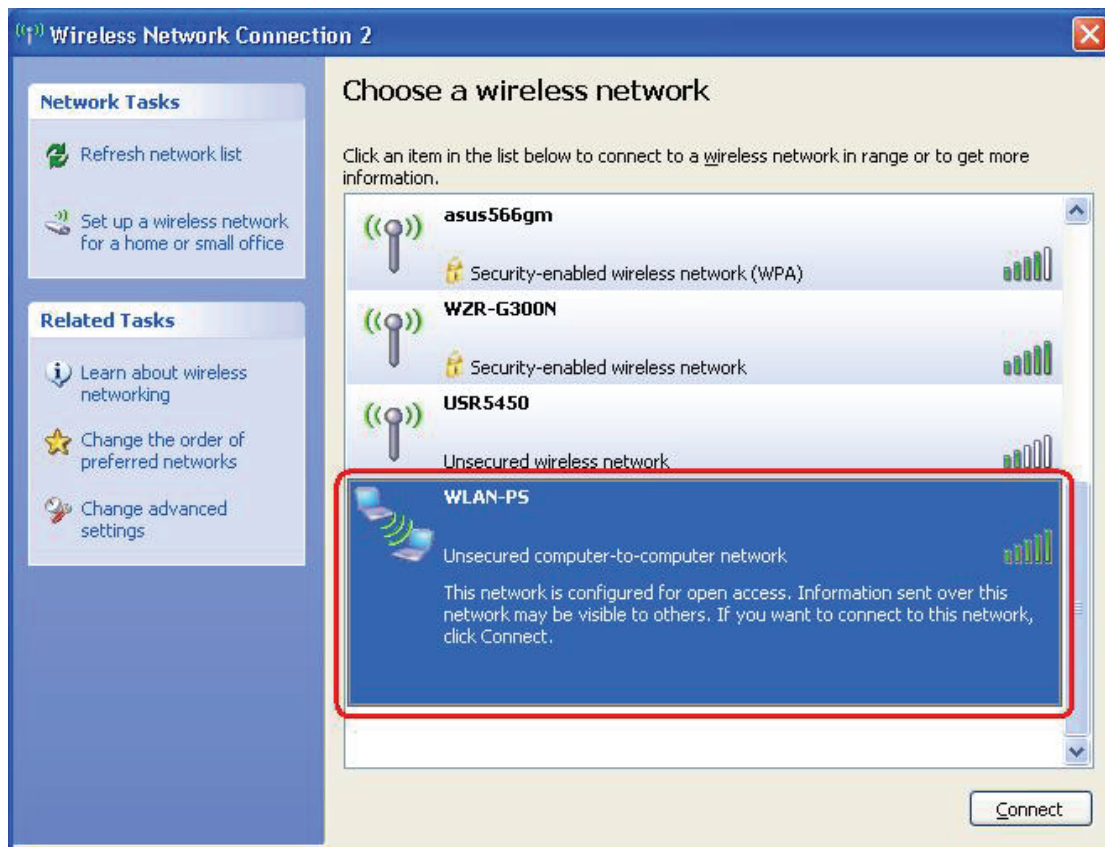 Wireless Network Connection 2
Network Tasks
Refresh network list
Set up a wireless network
for a home or small office
Related Tasks
Learn about wireless
networking
Change the order of
preferred networks
Change advanced
settings
Choose a wireless network
Click an item in the list below to connect to a wireless network in range or to get more
information.
asus566gm
Security-enabled wireless network (WPA)
WZR-G300N
Security-enabled wireless network
USR5450
Unsecured wireless network
WLAN-PS
Unsecured computer-to-computer network
This network is configured for open access. Information sent over this
network may be visible to others. If you want to connect to this network,
click Connect.
Connect